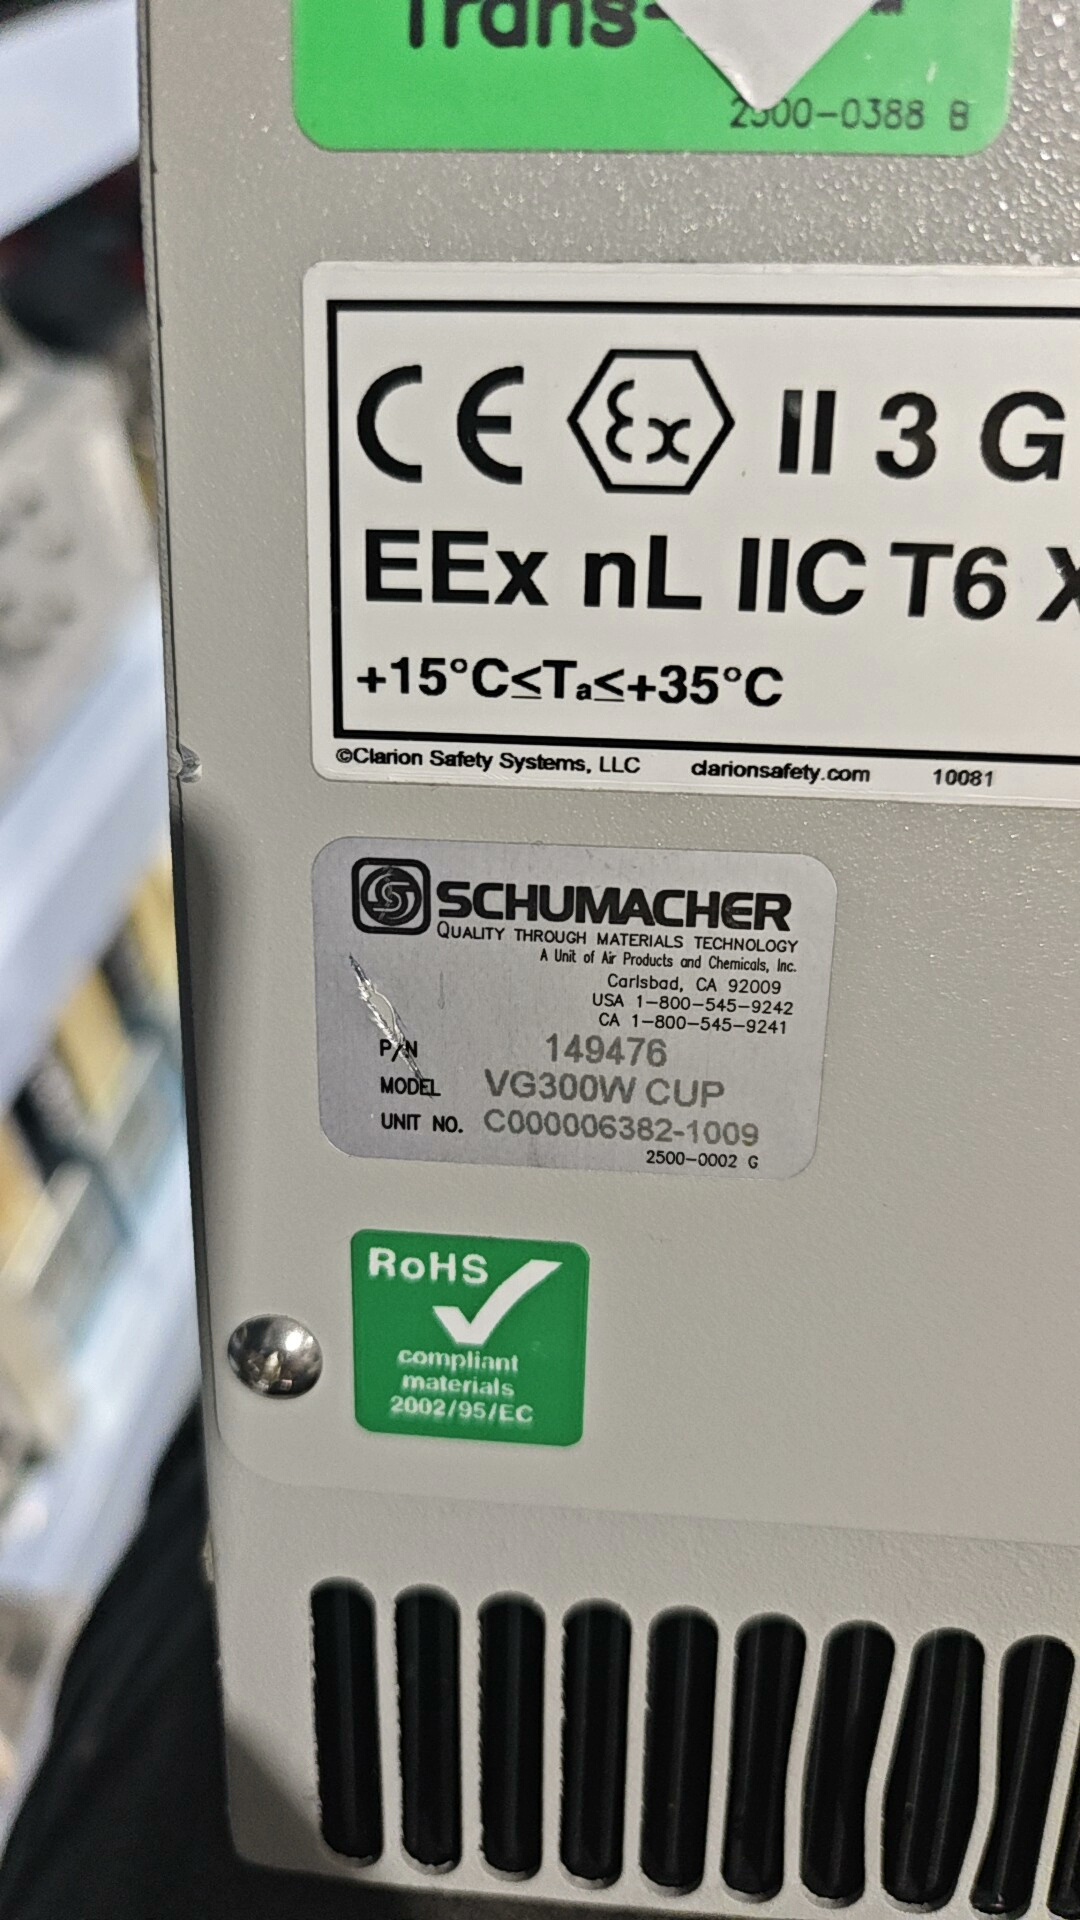 Trans-
2500-0388 B
CE Ex II 3 G
EEx nL IIC T6 X
+15°C≤Ta≤+35°C
©Clarion Safety Systems, LLC clarionsafety.com 10081
SCHUMACHER
QUALITY THROUGH MATERIALS TECHNOLOGY
A Unit of Air Products and Chemicals, Inc.
Carlsbad, CA 92009
USA 1-800-545-9242
CA 1-800-545-9241
P/N 149476
MODEL VG300W CUP
UNIT NO. C000006382-1009
2500-0002 G
RoHS
compliant
materials
2002/95/EC